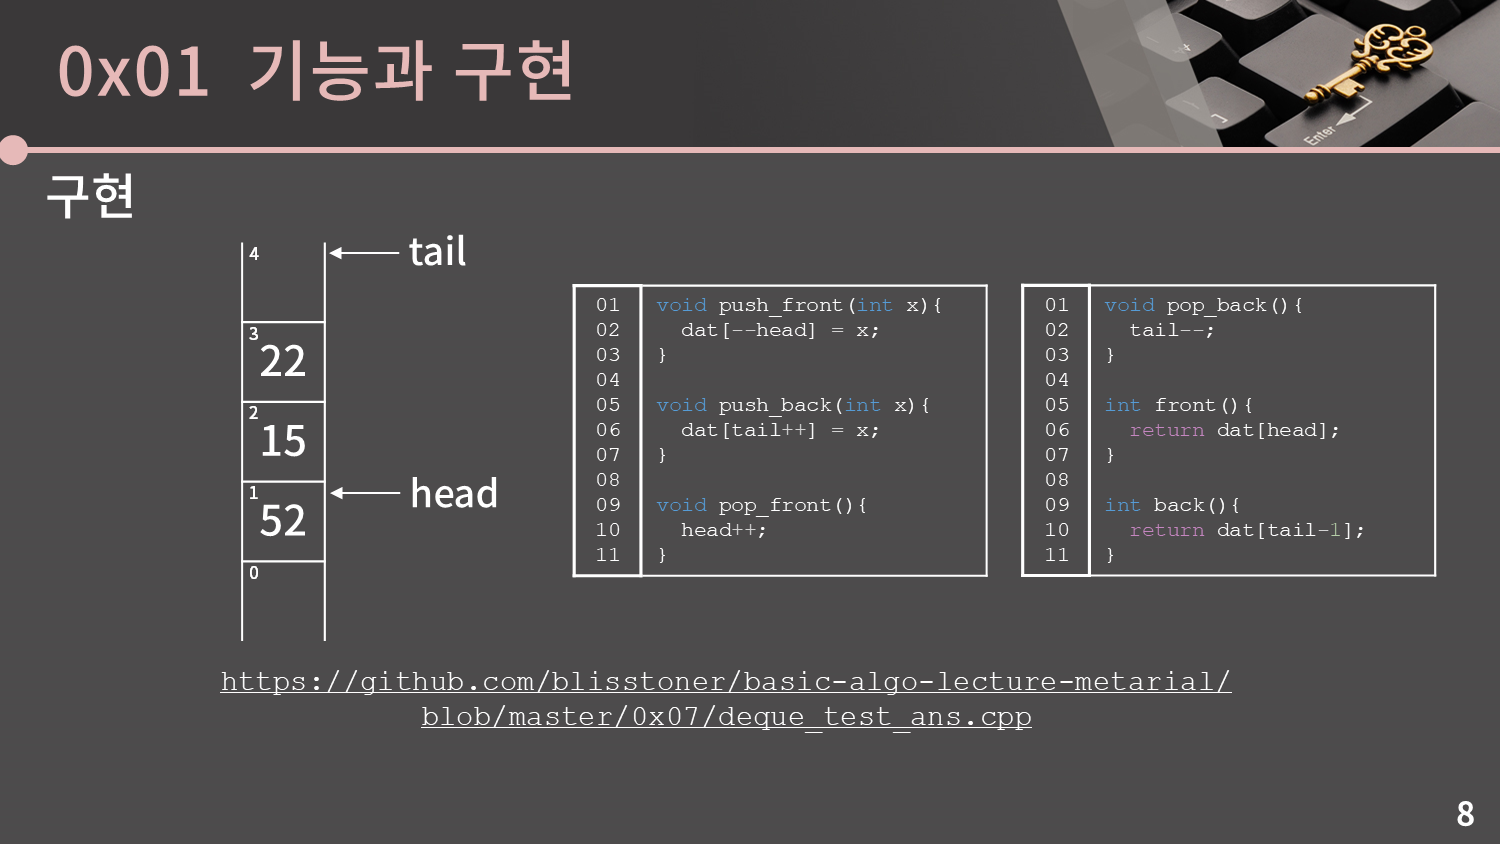 0x01 기능과 구현
구현
4
tail
3
22
2
15
1
head
52
0
01 void push_front(int x){
02 dat[--head] = x;
03 }
04
05 void push_back(int x){
06 dat[tail++] = x;
07 }
08
09 void pop_front(){
10 head++;
11 }
01 void pop_back(){
02 tail--;
03 }
04
05 int front(){
06 return dat[head];
07 }
08
09 int back(){
10 return dat[tail-1];
11 }
https://github.com/blisstoner/basic-algo-lecture-metarial/
blob/master/0x07/deque_test_ans.cpp
Enter
8